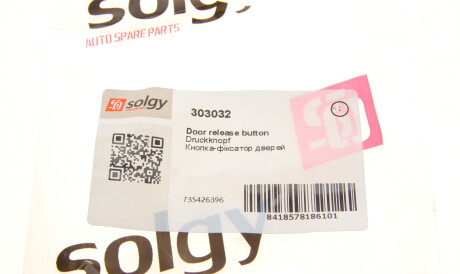 solgy
AUTO SPARE PARTS
solgy
303032
Door release button
Druckknopf
Кнопка-фіксатор дверей
735426396
8418578186101
solgy